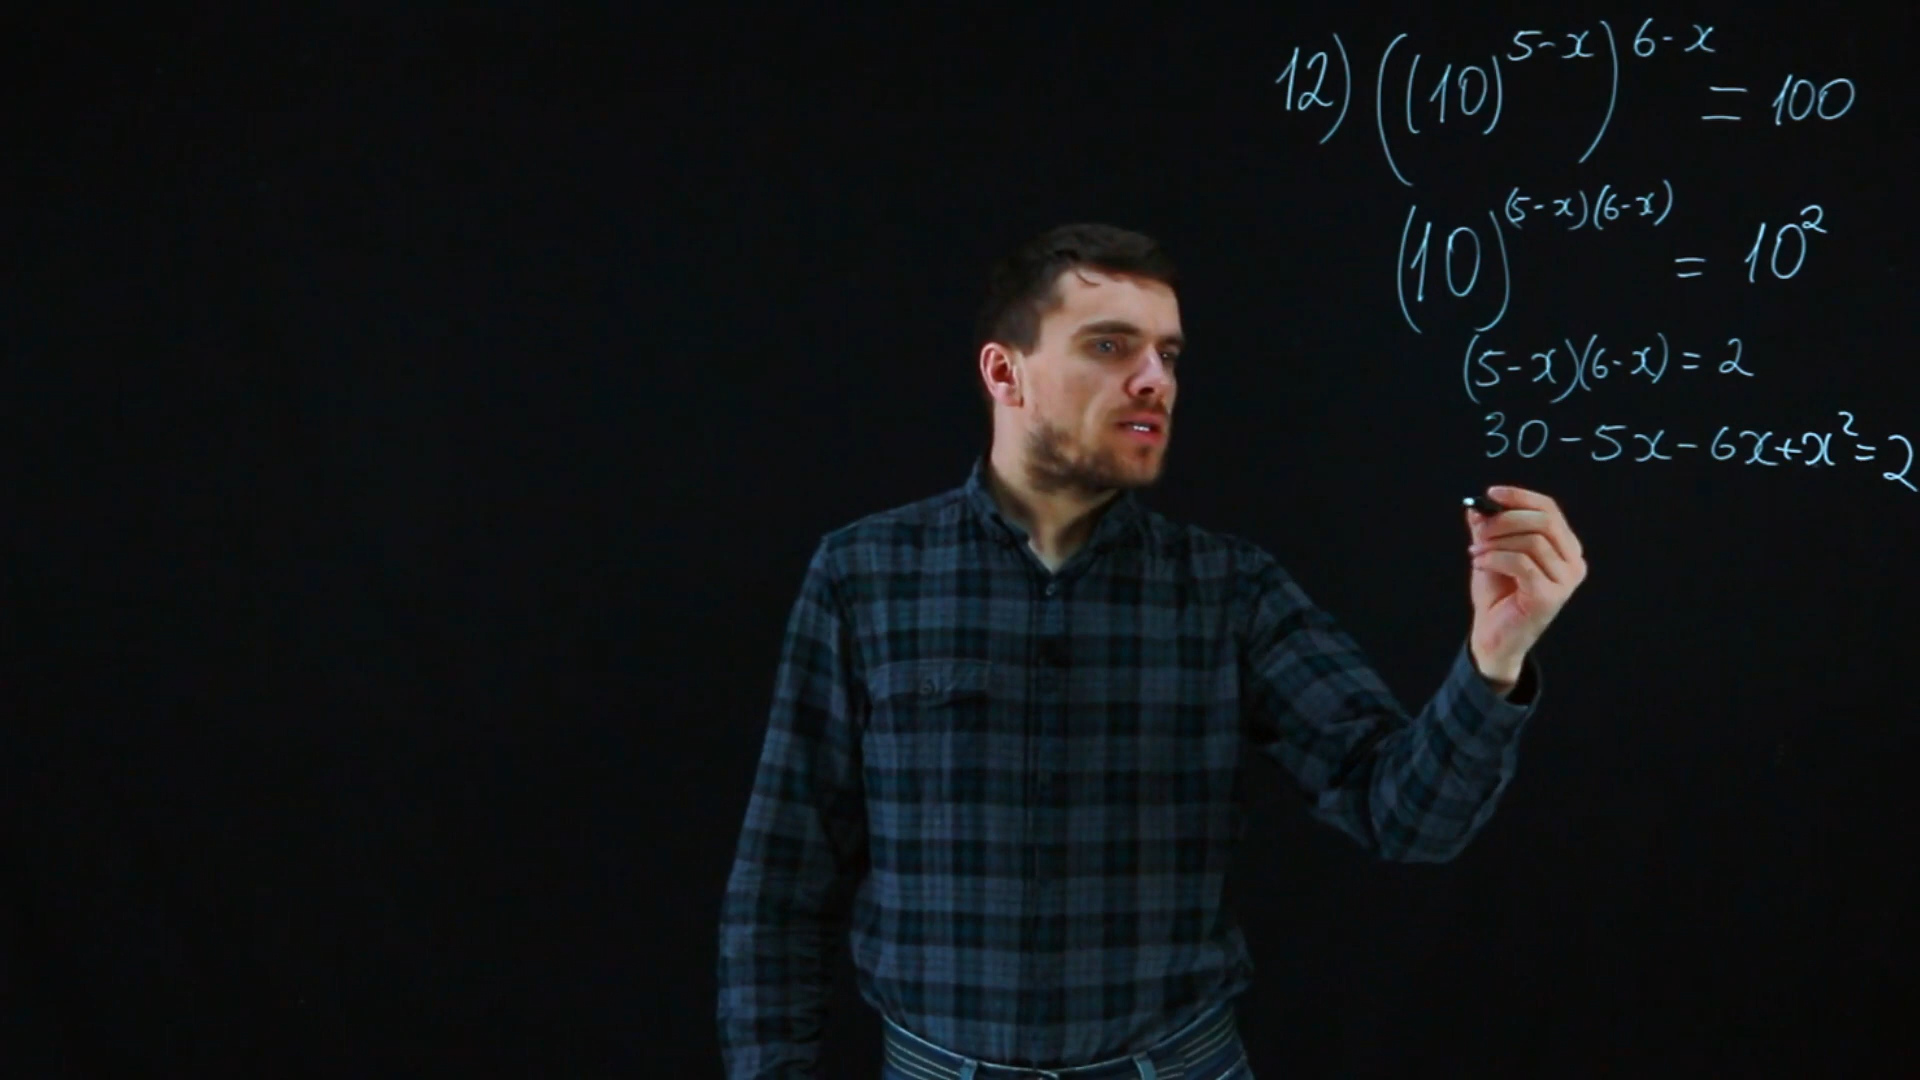 12) ((10)^{5-x})^{6-x} = 100
(10)^{(5-x)(6-x)} = 10^2
(5-x)(6-x) = 2
30-5x-6x+x^2=2